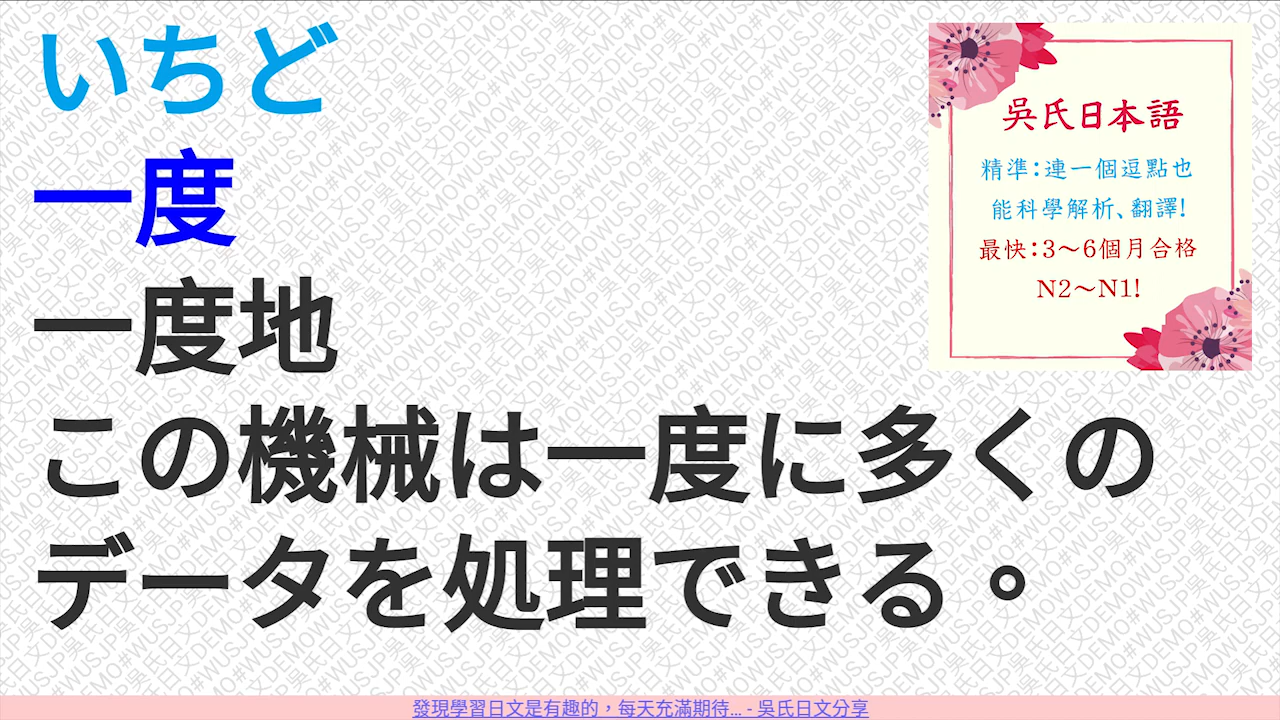 いちど
一度
一度地
この機械は一度に多くの
データを処理できる。
吳氏日本語
精準：連一個逗點也
能科學解析、翻譯!
最快：3～6個月合格
N2～N1!
發現學習日文是有趣的，每天充滿期待... - 吳氏日文分享